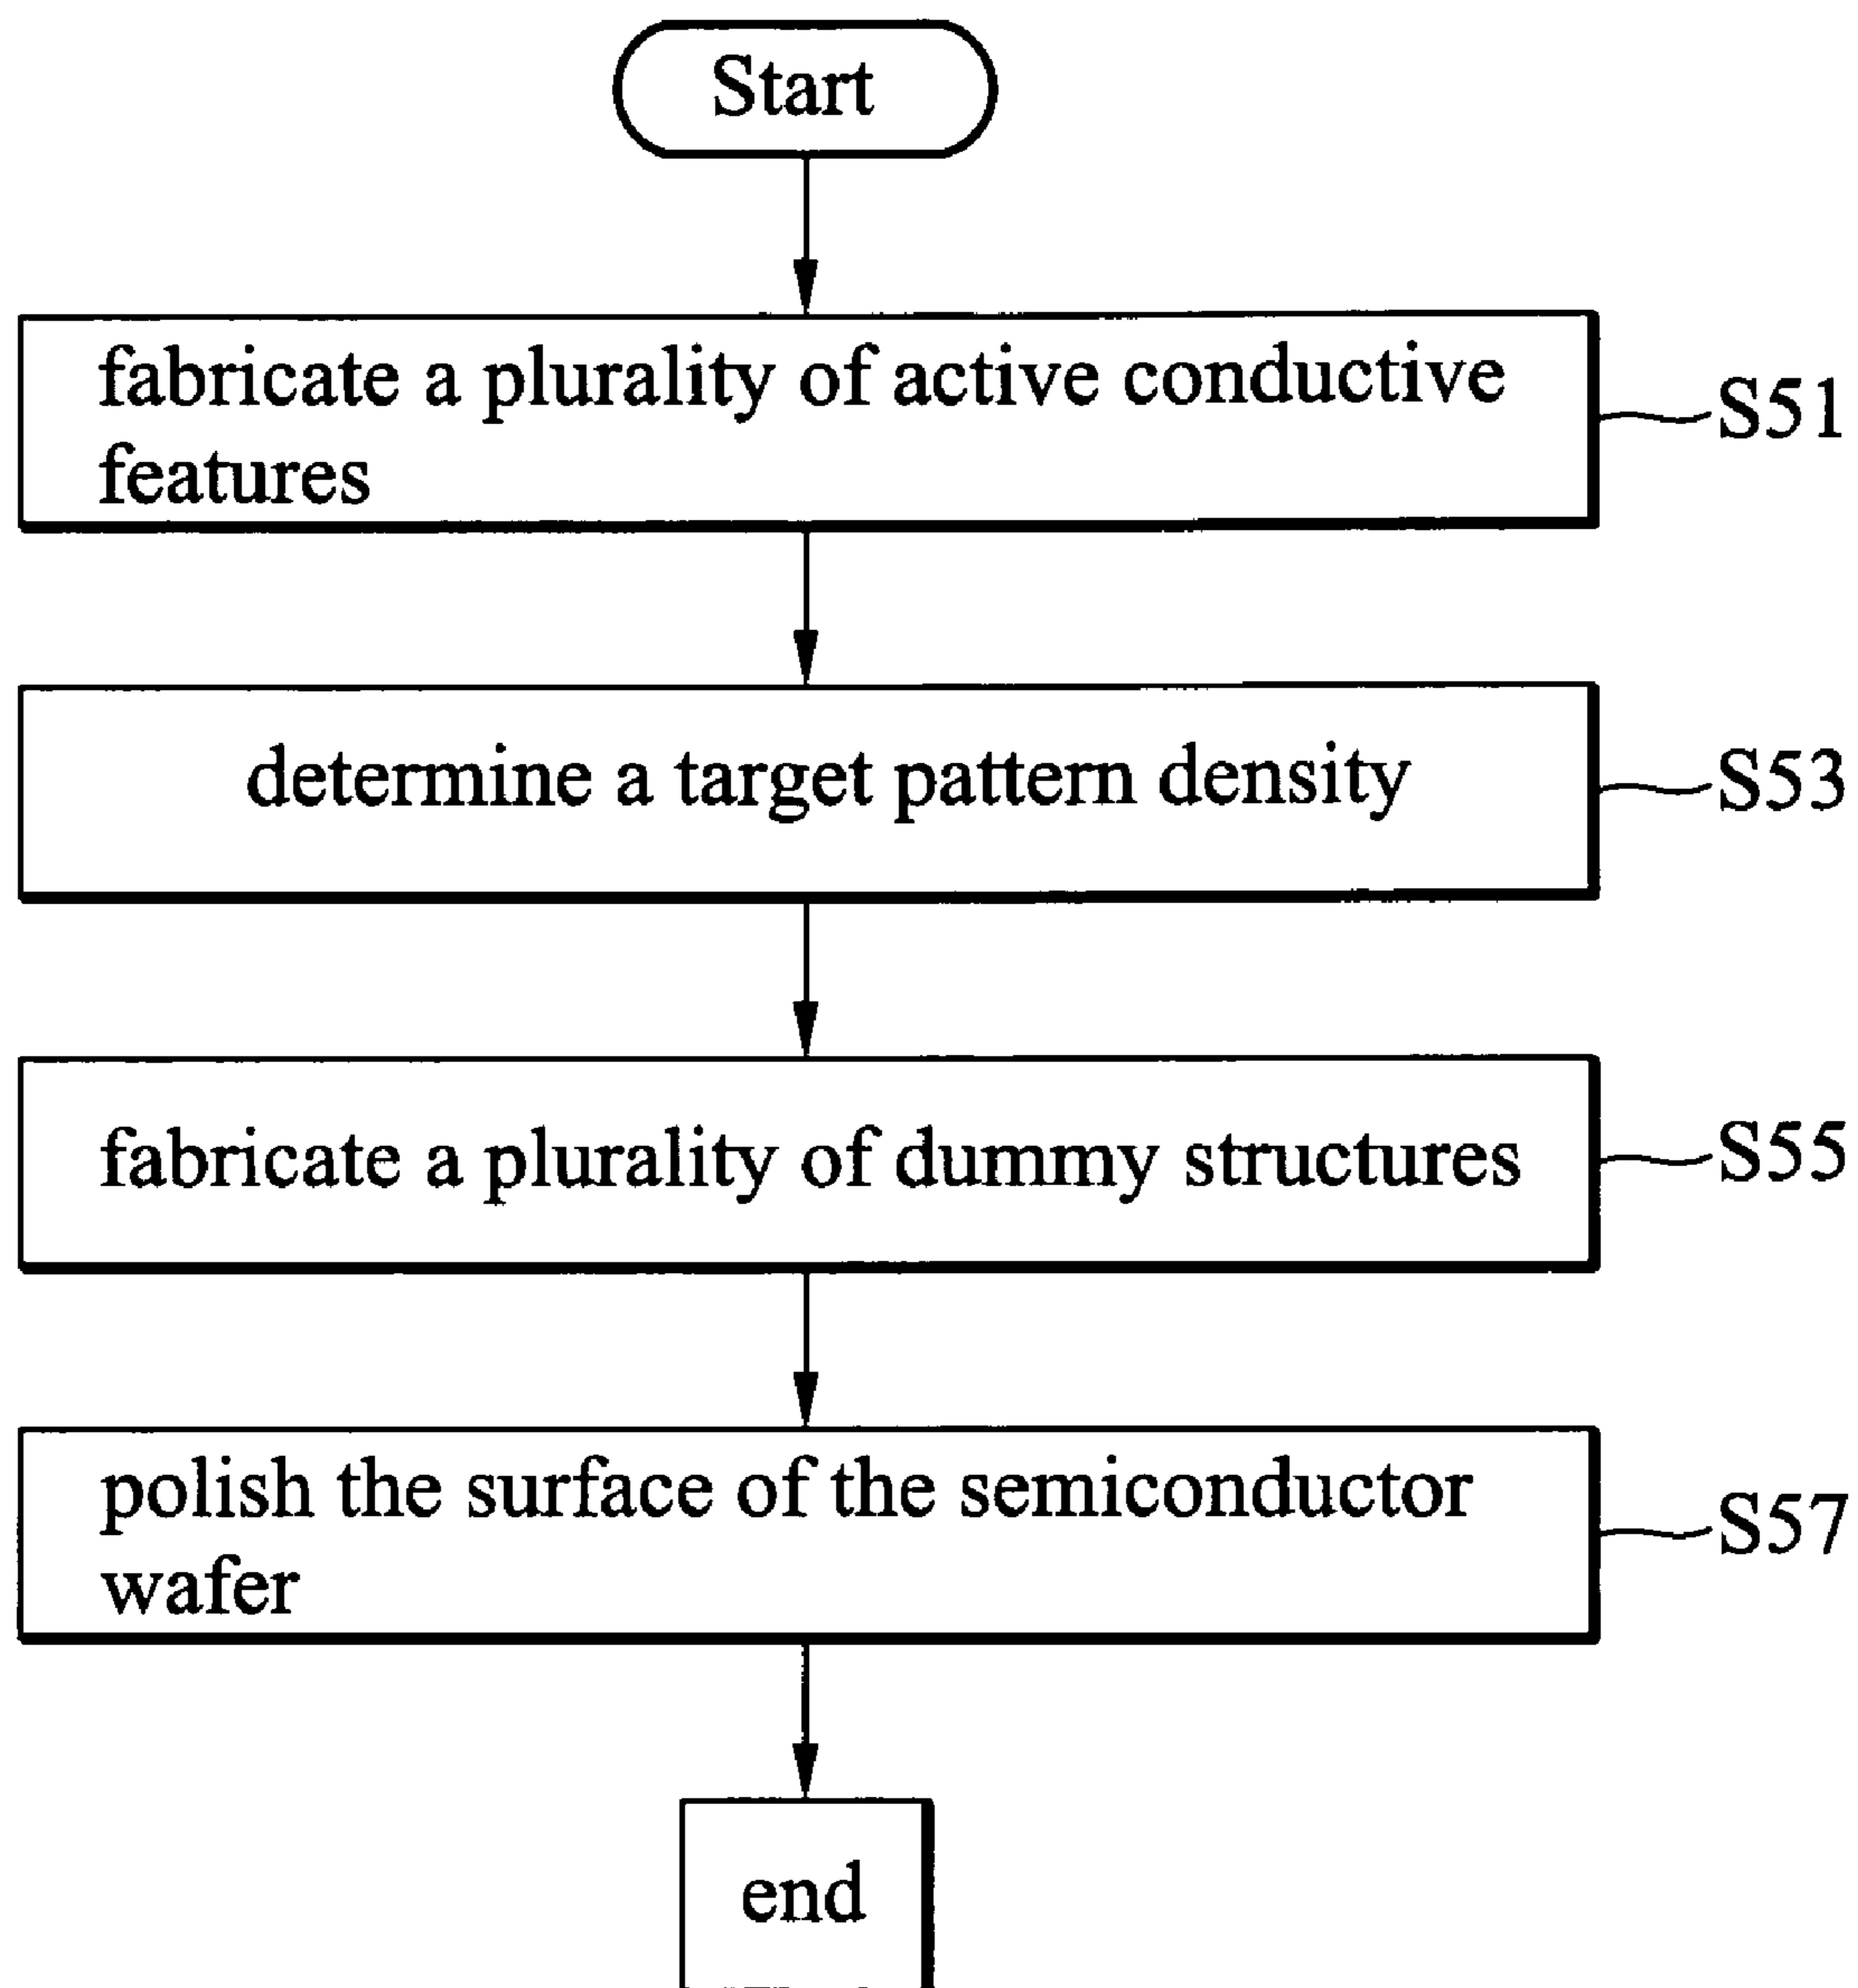 Start
fabricate a plurality of active conductive
features
S51
determine a target pattern density
S53
fabricate a plurality of dummy structures
S55
polish the surface of the semiconductor
wafer
S57
end